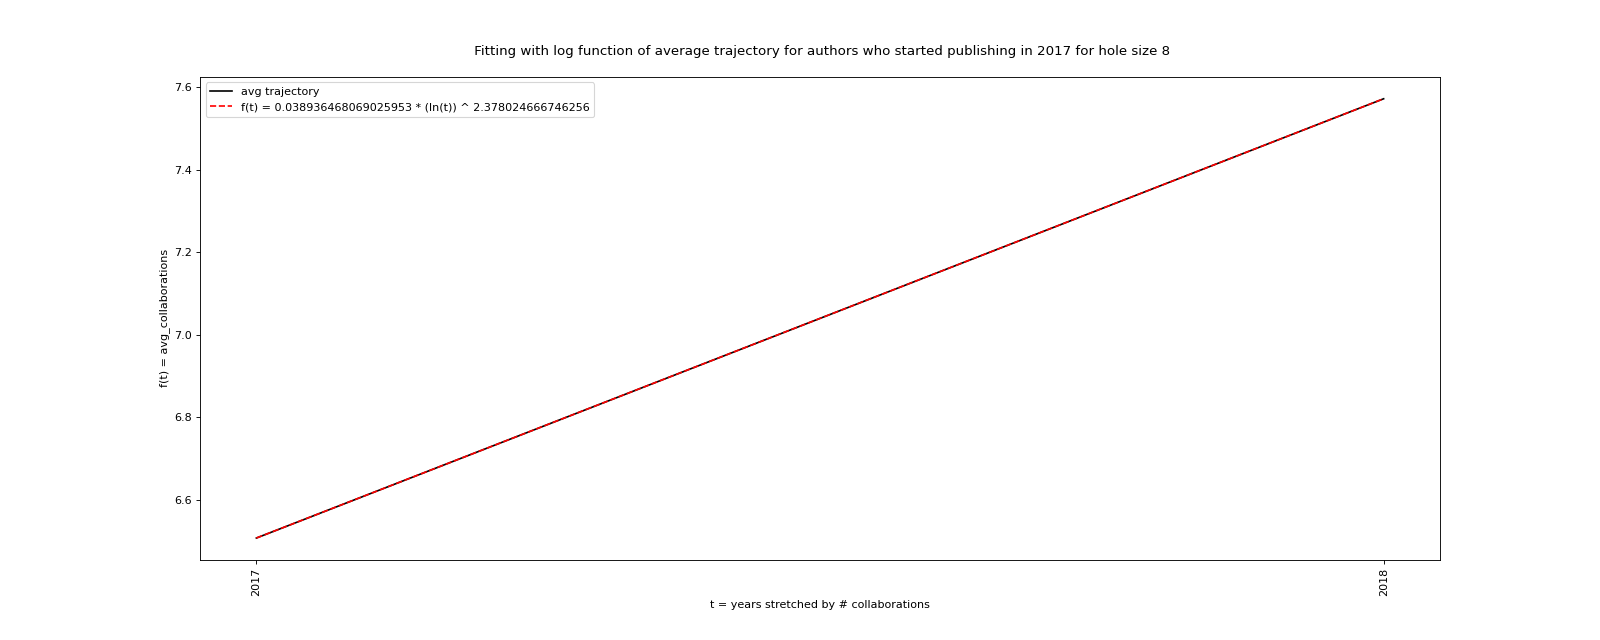 Fitting with log function of average trajectory for authors who started publishing in 2017 for hole size 8
avg trajectory
f(t) = 0.038936468069025953 * (ln(t)) ^ 2.378024666746256
7.6
7.4
7.2
7.0
6.8
6.6
f(t) = avg_collaborations
2017
2018
t = years stretched by # collaborations